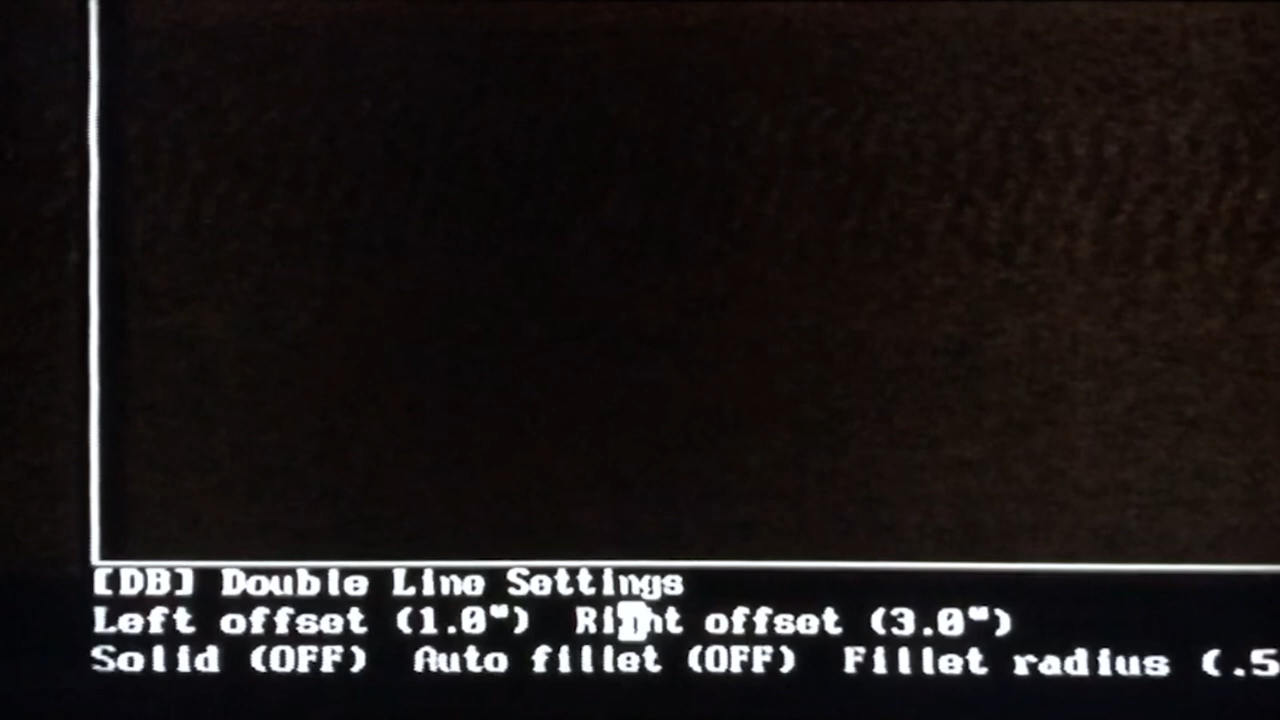 [DB] Double Line Settings
Left offset (1.0") Right offset (3.0")
Solid (OFF) Auto fillet (OFF) Fillet radius (.5